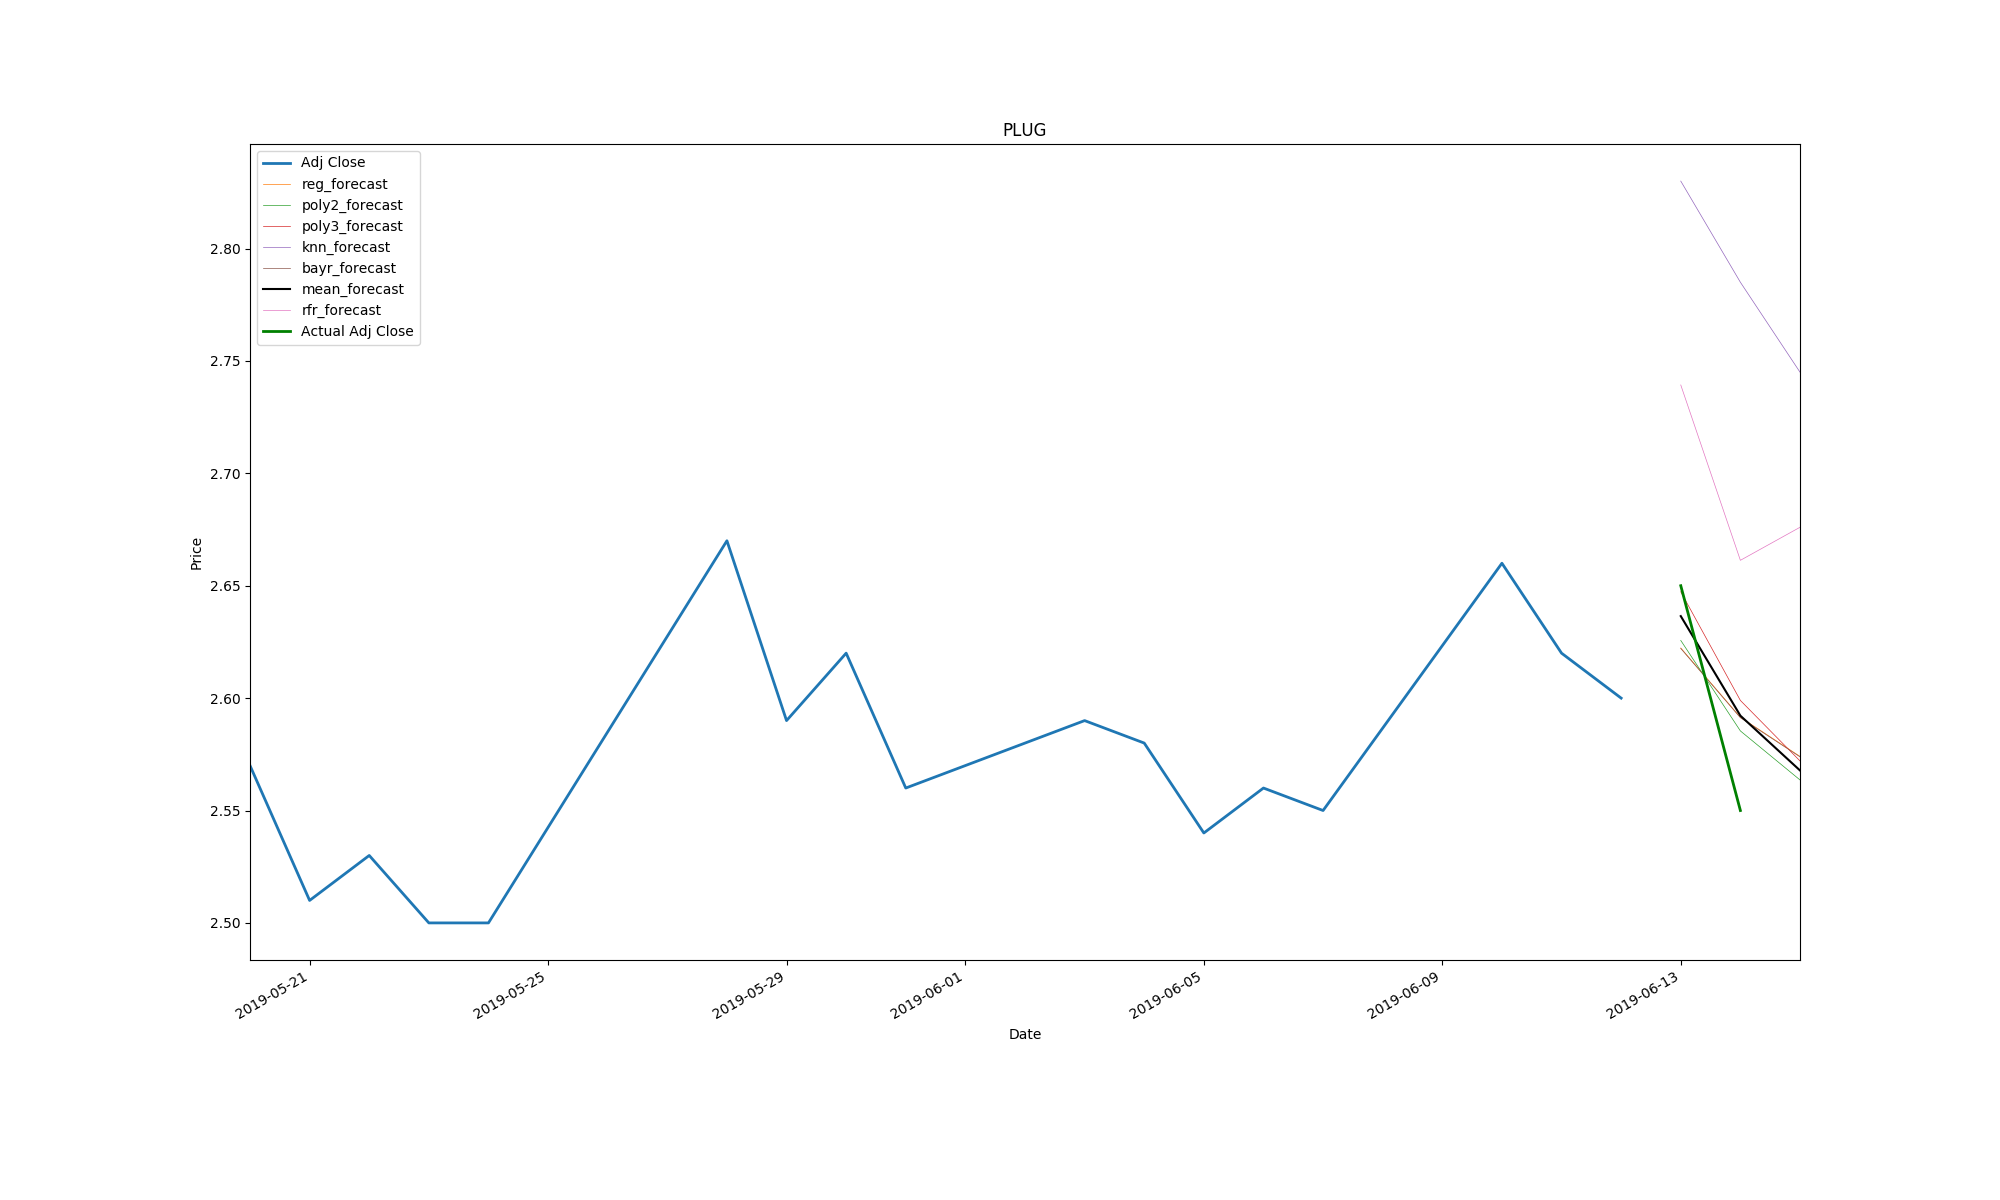 PLUG
Adj Close
reg_forecast
poly2_forecast
poly3_forecast
knn_forecast
bayr_forecast
mean_forecast
rfr_forecast
Actual Adj Close
2.80
2.75
2.70
2.65
2.60
2.55
2.50
Price
2019-05-21
2019-05-25
2019-05-29
2019-06-01
2019-06-05
2019-06-09
2019-06-13
Date